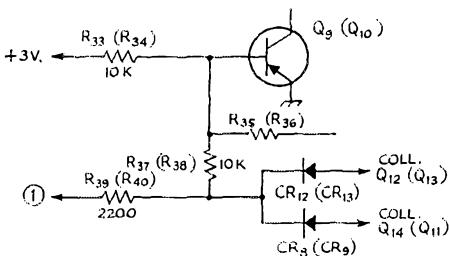 R33 (R34)
Q9 (Q10)
+3V.
10K
R35 (R36)
R37 (R38)
10K
R39 (R40)
①
2200
CR12 (CR13)
COLL.
Q12 (Q13)
CR8 (CR9)
COLL.
Q14 (Q11)